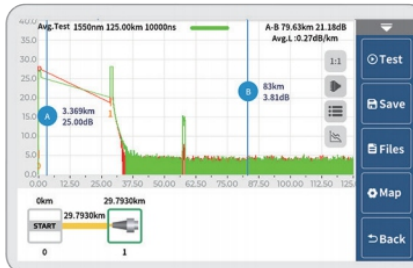 Avg.Test 1550nm 125.00km 10000ns
A-B 79.63km 21.18dB
Avg.L :0.27dB/km
40.0
35.0
30.0
25.0
20.0
15.0
10.0
5.0
0.0
0.00 12.50 25.00 37.50 50.00 62.50 75.00 87.50 100.00 112.50 125
A
3.369km
25.00dB
1
B
83km
3.81dB
1:1
Test
Save
Files
Map
Back
0km
29.7930km
29.7930km
START
0
1